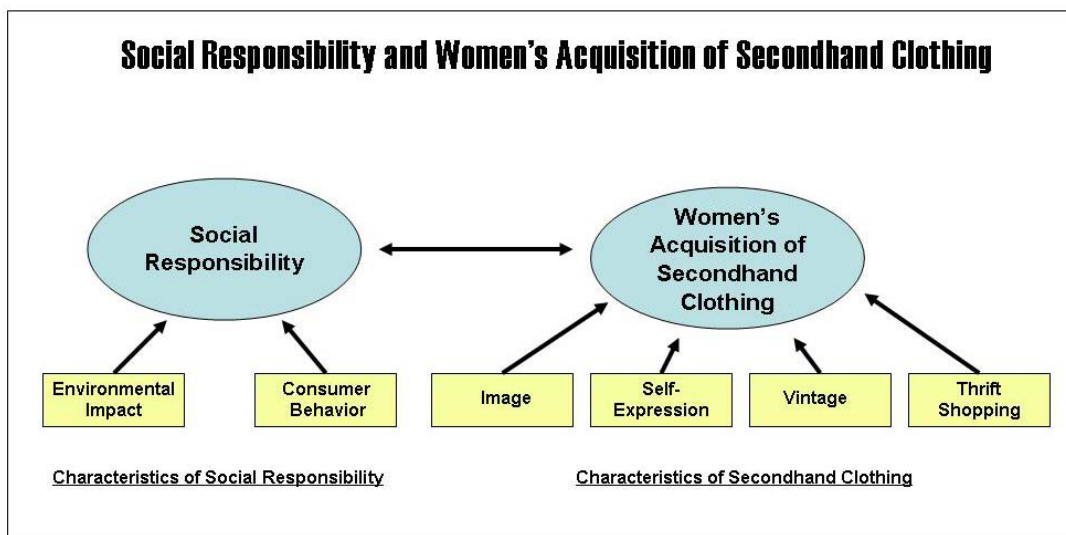 Social Responsibility and Women's Acquisition of Secondhand Clothing
Social
Responsibility
Women's
Acquisition of
Secondhand
Clothing
Environmental
Impact
Consumer
Behavior
Image
Self-
Expression
Vintage
Thrift
Shopping
Characteristics of Social Responsibility
Characteristics of Secondhand Clothing